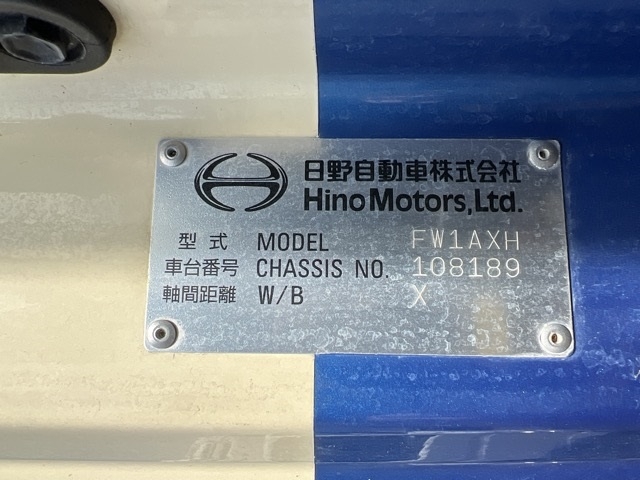 日野自動車株式会社
Hino Motors, Ltd.
型式 MODEL FW1AXH
車台番号 CHASSIS NO. 108189
軸間距離 W/B X